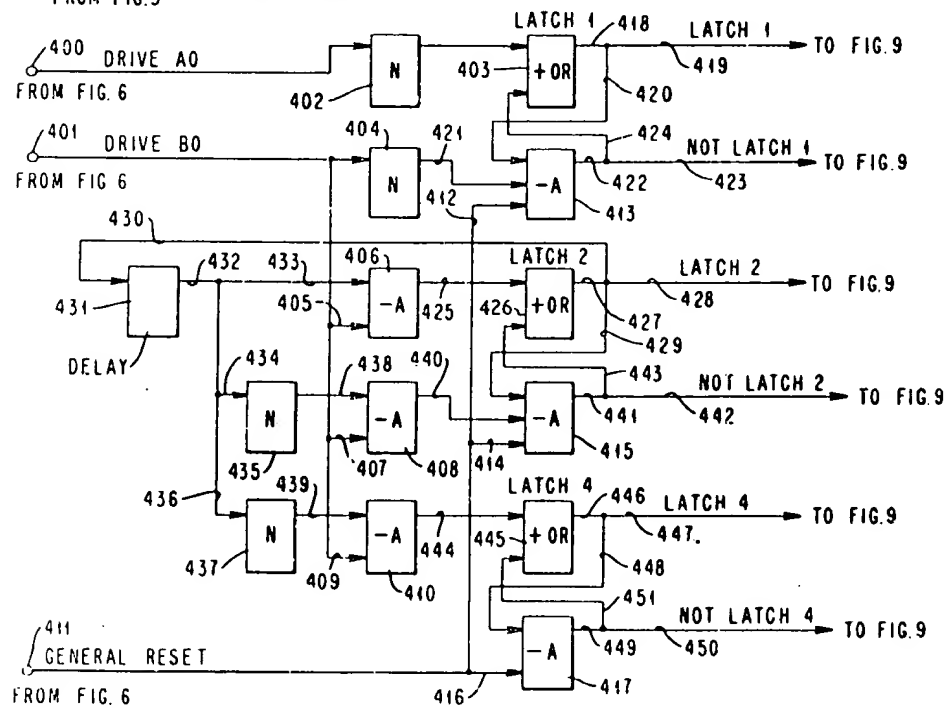 FROM FIG.9
LATCH 1
418
LATCH 1
TO FIG. 9
400
DRIVE A0
N
403
+OR
419
FROM FIG. 6
402
420
401
DRIVE B0
404
421
424
NOT LATCH 1
TO FIG. 9
FROM FIG 6
N
412
-A
422
423
413
430
406
LATCH 2
LATCH 2
432
433
-A
425
+OR
428
TO FIG. 9
431
405
426
427
429
DELAY
434
438
440
443
NOT LATCH 2
N
-A
-A
441
442
TO FIG. 9
435
407
408
414
415
LATCH 4
446
LATCH 4
436
439
TO FIG. 9
N
-A
444
445
+OR
447.
437
409
410
448
451
411
NOT LATCH 4
TO FIG. 9
GENERAL RESET
-A
449
450
FROM FIG. 6
416
417